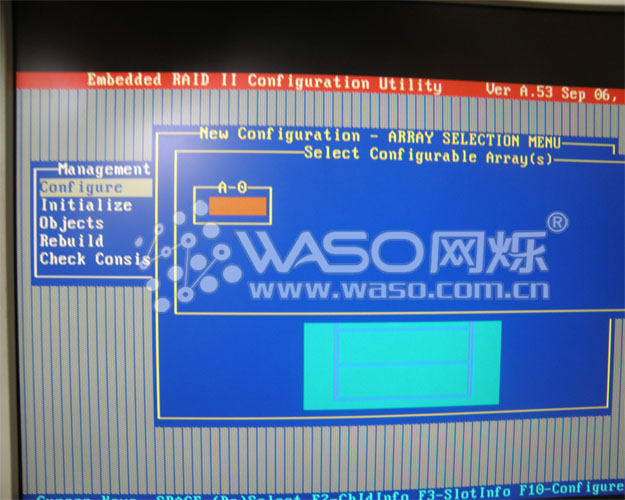 Embedded RAID II Configuration Utility Ver A.53 Sep 06,
New Configuration - ARRAY SELECTION MENU
Select Configurable Array(s)
Management
A-0
Configure
Initialize
Objects
Rebuild
Check Consis
WASO网烁®
www.waso.com.cn
SPACE F3-SlotInfo F10-Configure